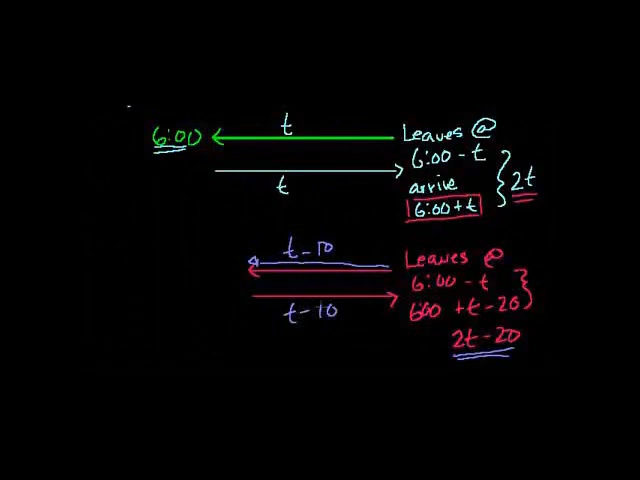 t
6:00
Leaves @
6:00 - t
t
arrive
6:00 + t
2t
t - 10
Leaves @
6:00 - t
t - 10
6:00 + t - 20
2t - 20